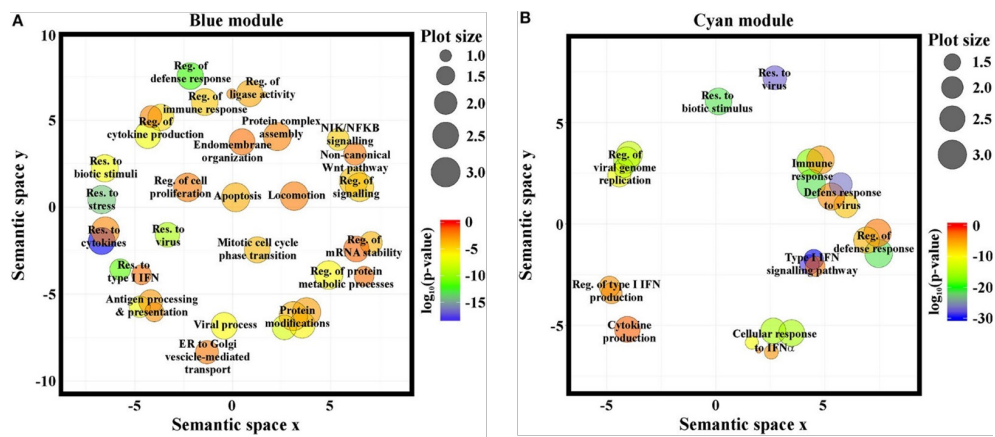 A
Blue module
Plot size
1.0
1.5
2.0
2.5
3.0
log₁₀(p-value)
0
-5
-10
-15
Semantic space y
10
5
0
-5
-10
Reg. of
defense response
Reg. of
ligase activity
Reg. of
immune response
Reg. of
cytokine production
Protein complex
assembly
NIK/NFKB
signalling
Endomembrane
organization
Non-canonical
Wnt pathway
Res. to
biotic stimuli
Reg. of cell
proliferation
Apoptosis
Locomotion
Reg. of
signalling
Res. to
stress
Res. to
cytokines
Res. to
virus
Mitotic cell cycle
phase transition
Reg. of
mRNA stability
Res. to
type I IFN
Reg. of protein
metabolic processes
Antigen processing
& presentation
Viral process
Protein
modifications
ER to Golgi
vescicle-mediated
transport
-5
0
5
Semantic space x
B
Cyan module
Plot size
1.5
2.0
2.5
3.0
log₁₀(p-value)
0
-10
-20
-30
Semantic space y
5
0
-5
Res. to
virus
Res. to
biotic stimulus
Reg. of
viral genome
replication
Immune
response
Defens response
to virus
Reg. of
defense response
Type I IFN
signalling pathway
Reg. of type I IFN
production
Cytokine
production
Cellular response
to IFNα
-5
0
5
Semantic space x